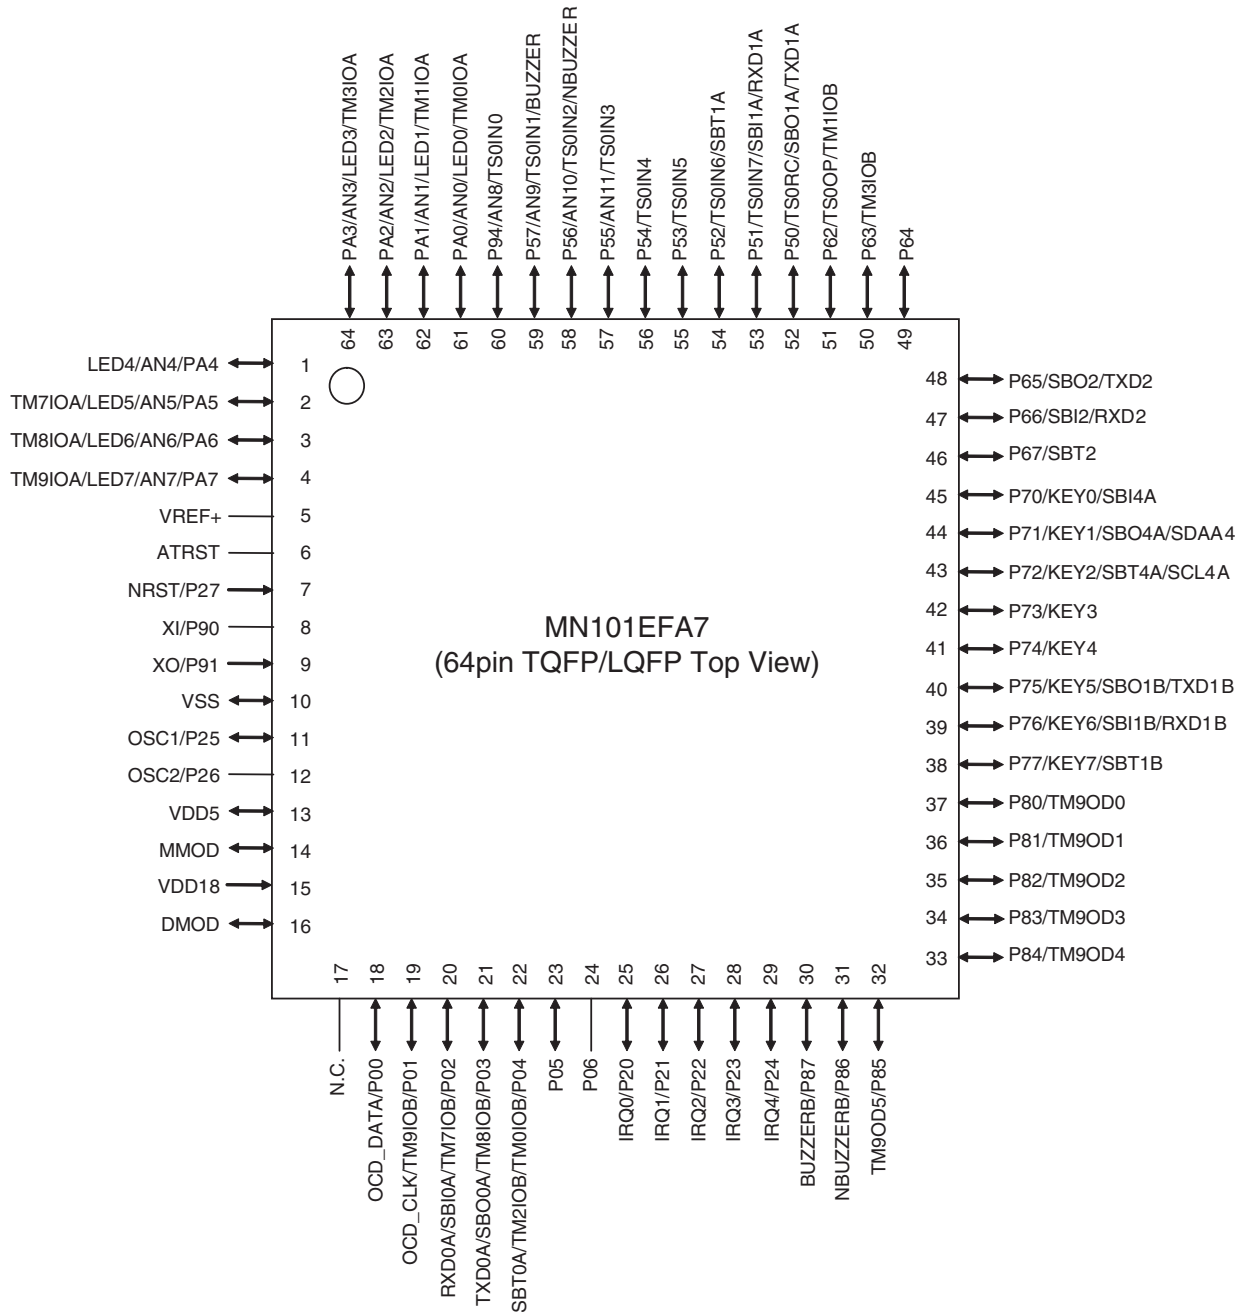 PA3/AN3/LED3/TM3IOA
PA2/AN2/LED2/TM2IOA
PA1/AN1/LED1/TM1IOA
PA0/AN0/LED0/TM0IOA
P94/AN8/TS0IN0
P57/AN9/TS0IN1/BUZZER
P56/AN10/TS0IN2/NBUZZER
P55/AN11/TS0IN3
P54/TS0IN4
P53/TS0IN5
P52/TS0IN6/SBT1A
P51/TS0IN7/SBI1A/RXD1A
P50/TS0RC/SBO1A/TXD1A
P62/TS0OP/TM1IOB
P63/TM3IOB
P64
64
63
62
61
60
59
58
57
56
55
54
53
52
51
50
49
LED4/AN4/PA4 1
TM7IOA/LED5/AN5/PA5 2
TM8IOA/LED6/AN6/PA6 3
TM9IOA/LED7/AN7/PA7 4
VREF+ 5
ATRST 6
NRST/P27 7
XI/P90 8
XO/P91 9
VSS 10
OSC1/P25 11
OSC2/P26 12
VDD5 13
MMOD 14
VDD18 15
DMOD 16
MN101EFA7
(64pin TQFP/LQFP Top View)
48 P65/SBO2/TXD2
47 P66/SBI2/RXD2
46 P67/SBT2
45 P70/KEY0/SBI4A
44 P71/KEY1/SBO4A/SDAA4
43 P72/KEY2/SBT4A/SCL4A
42 P73/KEY3
41 P74/KEY4
40 P75/KEY5/SBO1B/TXD1B
39 P76/KEY6/SBI1B/RXD1B
38 P77/KEY7/SBT1B
37 P80/TM9OD0
36 P81/TM9OD1
35 P82/TM9OD2
34 P83/TM9OD3
33 P84/TM9OD4
17
18
19
20
21
22
23
24
25
26
27
28
29
30
31
32
N.C.
OCD_DATA/P00
OCD_CLK/TM9IOB/P01
RXD0A/SBI0A/TM7IOB/P02
TXD0A/SBO0A/TM8IOB/P03
SBT0A/TM2IOB/TM0IOB/P04
P05
P06
IRQ0/P20
IRQ1/P21
IRQ2/P22
IRQ3/P23
IRQ4/P24
BUZZERB/P87
NBUZZERB/P86
TM9OD5/P85